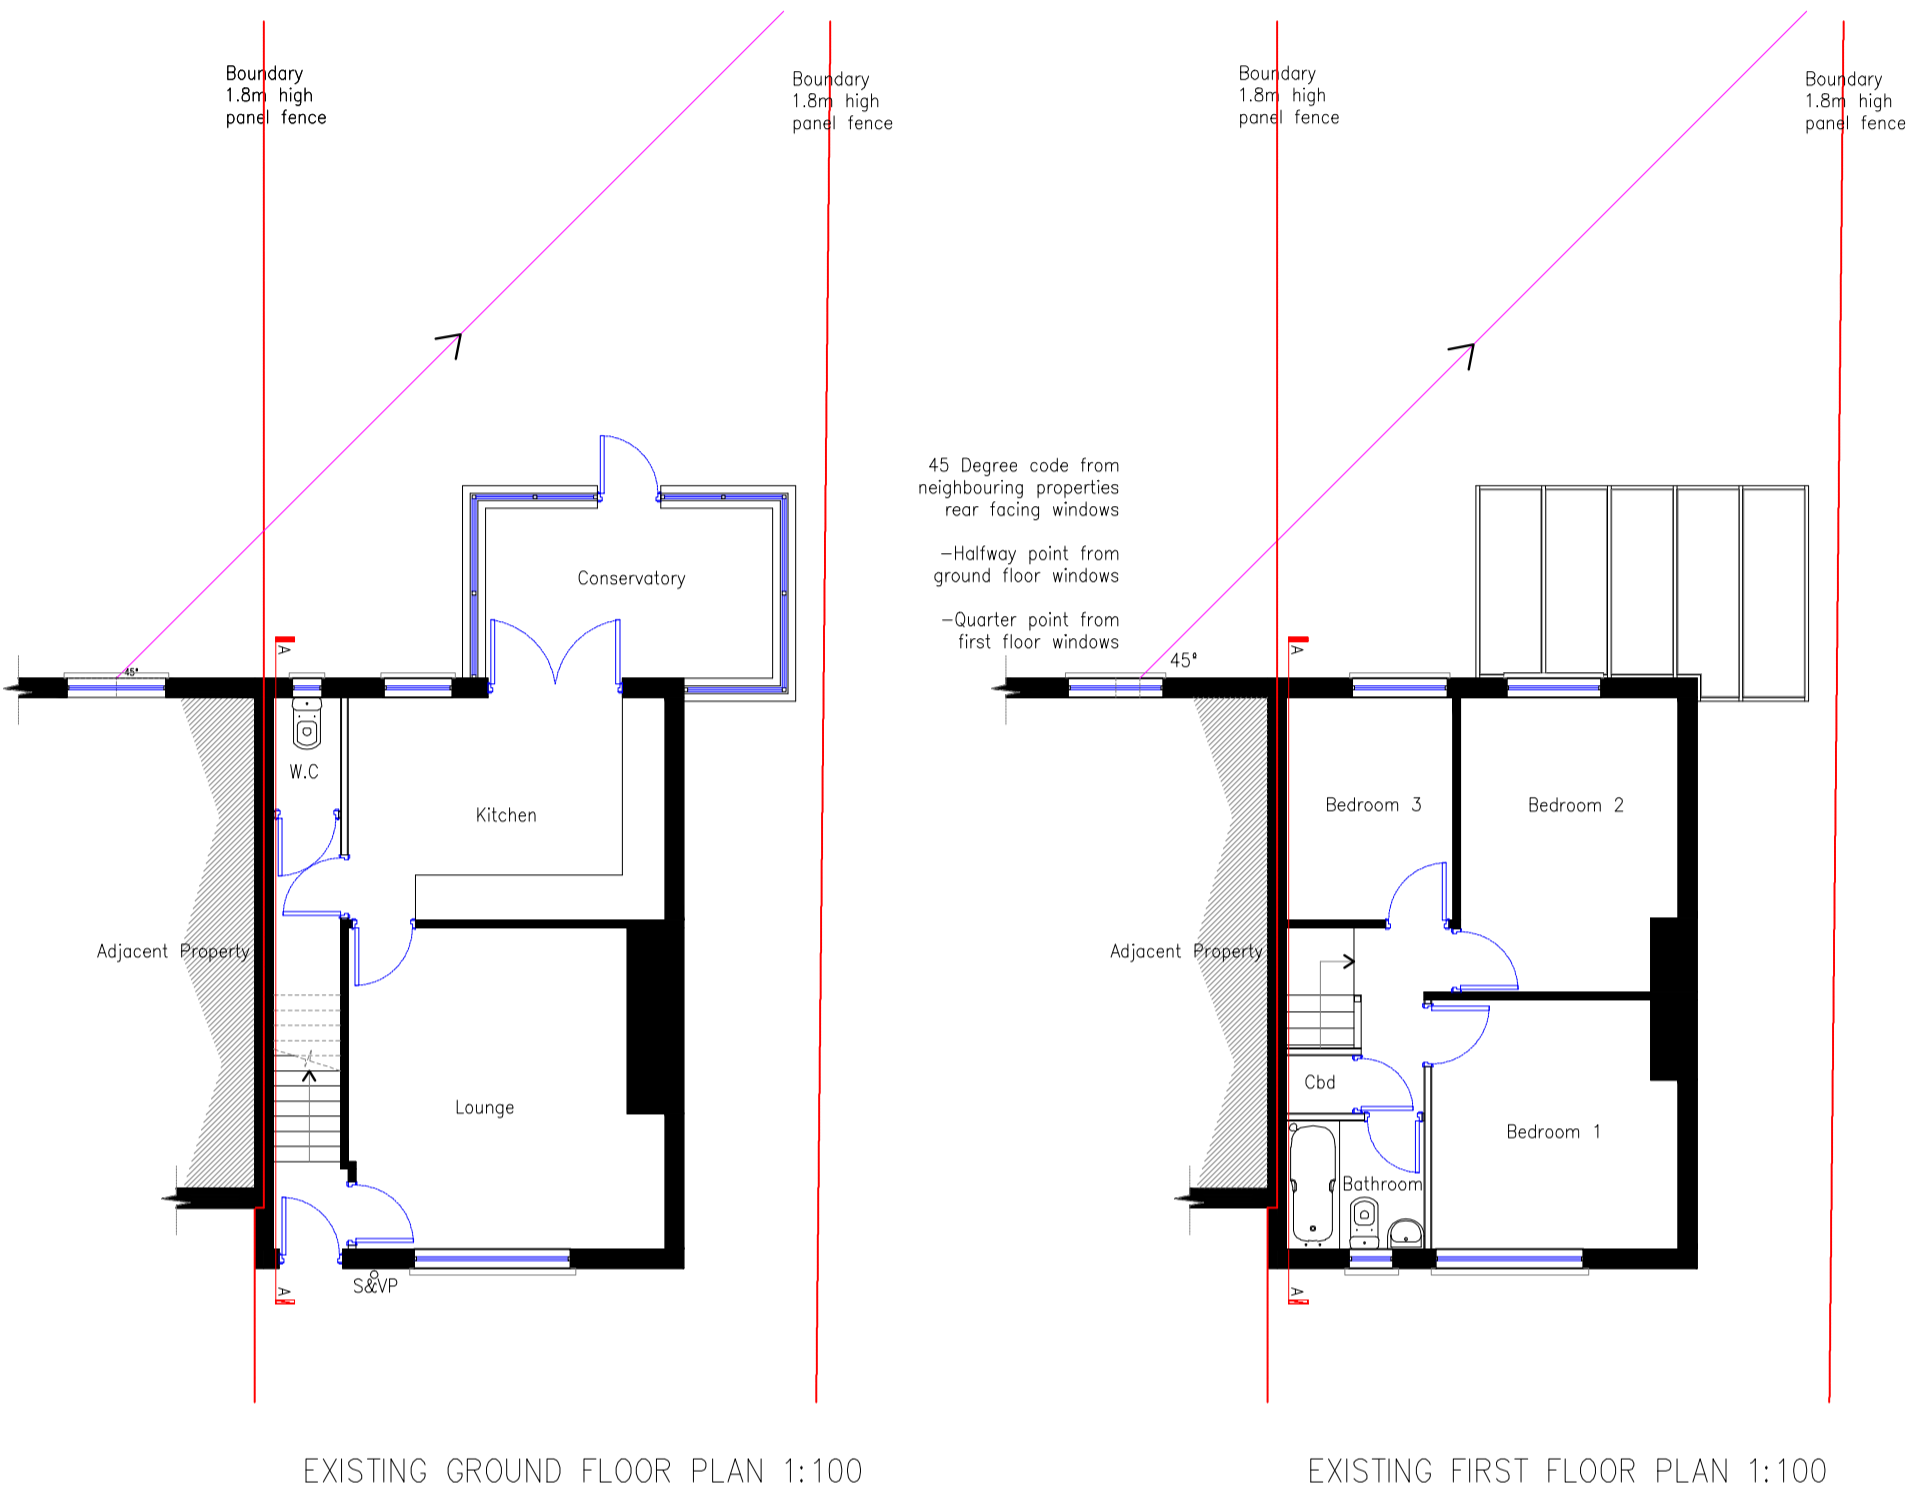 Boundary
1.8m high
panel fence
Boundary
1.8m high
panel fence
Boundary
1.8m high
panel fence
Boundary
1.8m high
panel fence
45 Degree code from
neighbouring properties
rear facing windows
-Halfway point from
ground floor windows
-Quarter point from
first floor windows
Conservatory
45°
A
45°
A
W.C
Kitchen
Bedroom 3
Bedroom 2
Adjacent Property
Adjacent Property
Lounge
Cbd
Bedroom 1
Bathroom
S&VP
A
A
EXISTING GROUND FLOOR PLAN 1:100
EXISTING FIRST FLOOR PLAN 1:100